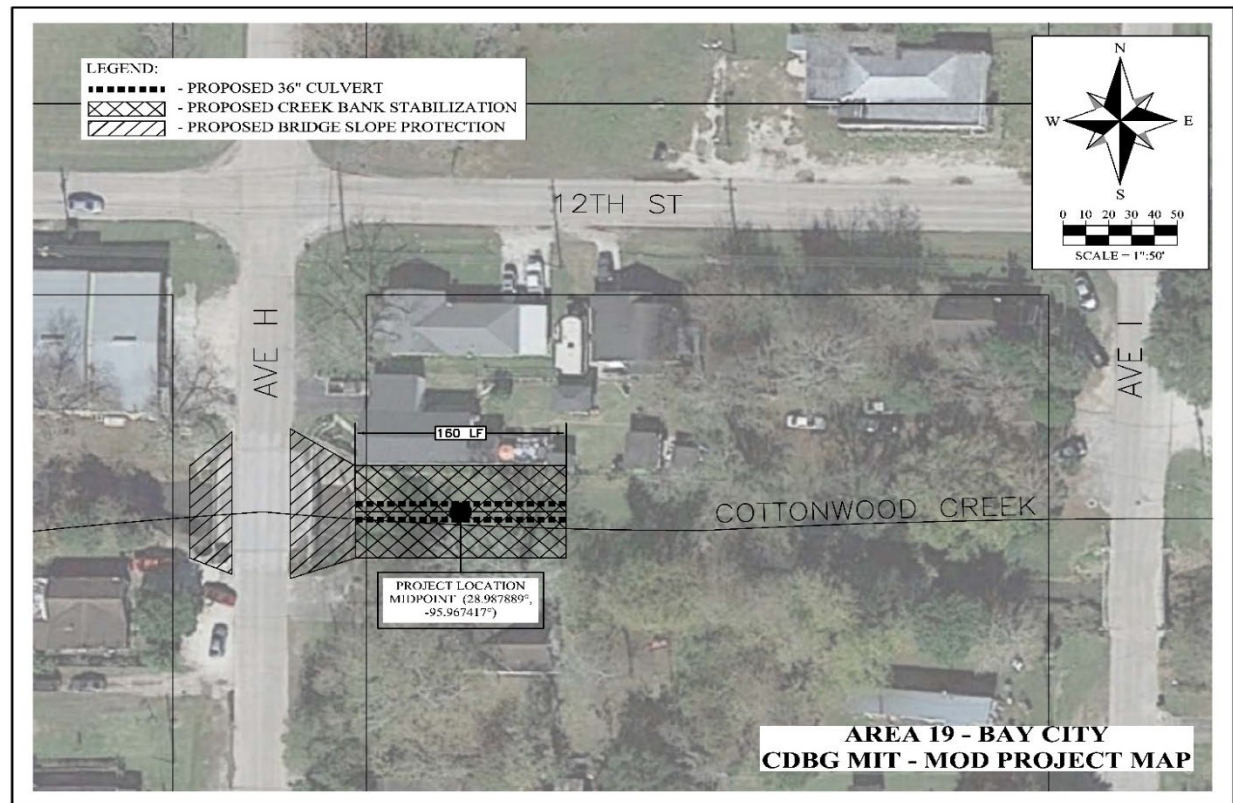 LEGEND:
- PROPOSED 36" CULVERT
- PROPOSED CREEK BANK STABILIZATION
- PROPOSED BRIDGE SLOPE PROTECTION
N
W E
S
0 10 20 30 40 50
SCALE = 1":50'
12TH ST
AVE H
AVE I
160 LF
COTTONWOOD CREEK
PROJECT LOCATION
MIDPOINT (28.987889°,
-95.967417°)
AREA 19 - BAY CITY
CDBG MIT - MOD PROJECT MAP